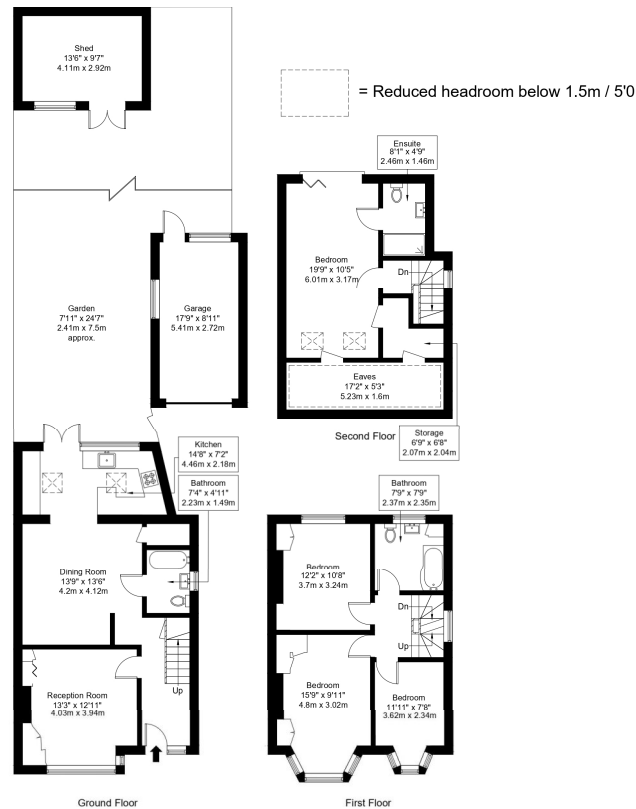 Shed
13'6" x 9'7"
4.11m x 2.92m
= Reduced headroom below 1.5m / 5'0
Ensuite
8'1" x 4'9"
2.46m x 1.46m
Bedroom
19'9" x 10'5"
6.01m x 3.17m
Dn
Garden
7'11" x 24'7"
2.41m x 7.5m
approx.
Garage
17'9" x 8'11"
5.41m x 2.72m
Eaves
17'2" x 5'3"
5.23m x 1.6m
Second Floor
Storage
6'9" x 6'8"
2.07m x 2.04m
Kitchen
14'8" x 7'2"
4.46m x 2.18m
Bathroom
7'4" x 4'11"
2.23m x 1.49m
Bathroom
7'9" x 7'9"
2.37m x 2.35m
Dining Room
13'9" x 13'6"
4.2m x 4.12m
Bedroom
12'2" x 10'8"
3.7m x 3.24m
Dn
Up
Reception Room
13'3" x 12'11"
4.03m x 3.94m
Up
Bedroom
15'9" x 9'11"
4.8m x 3.02m
Bedroom
11'11" x 7'8"
3.62m x 2.34m
Ground Floor
First Floor